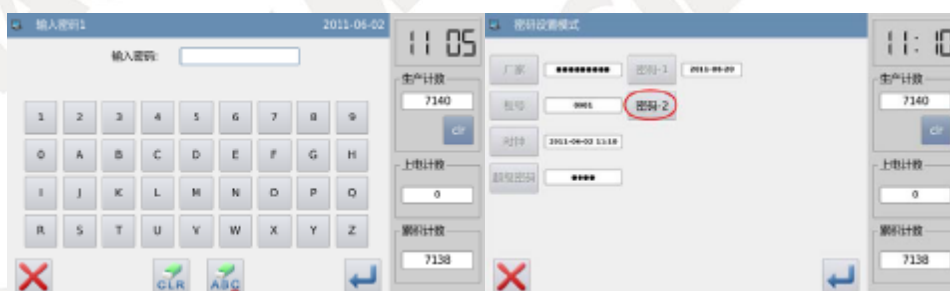 输入密码1 2011-06-02
输入密码:
1 2 3 4 5 6 7 8 9
0 A B C D E F G H
I J K L M N O P Q
R S T U V W X Y Z
CLR ABC
11 05
生产计数
7140
clr
上电计数
0
累积计数
7138
密码设置模式
厂家 ●●●●●●●●● 密码-1
板号 0001 密码-2
时钟 2011-06-02 11:10
超级密码 ●●●●
11:10
生产计数
7140
clr
上电计数
0
累积计数
7138